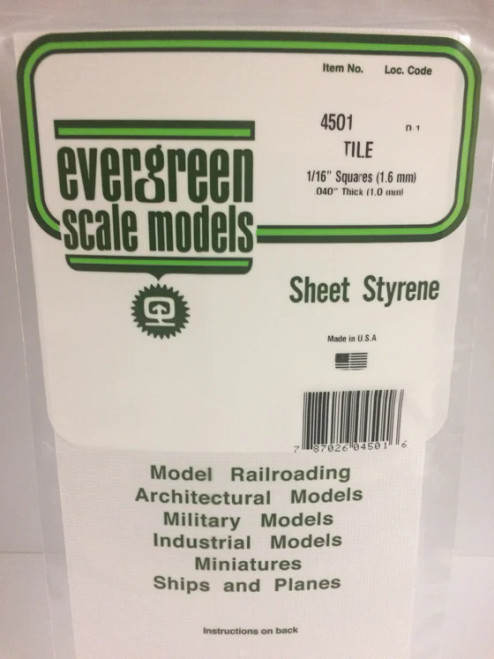 Item No. Loc. Code
4501 D 1
TILE
1/16" Squares (1.6 mm)
.040" Thick (1.0 mm)
evergreen
scale models
Sheet Styrene
Made in U.S.A
7 87026 04501 6
Model Railroading
Architectural Models
Military Models
Industrial Models
Miniatures
Ships and Planes
Instructions on back